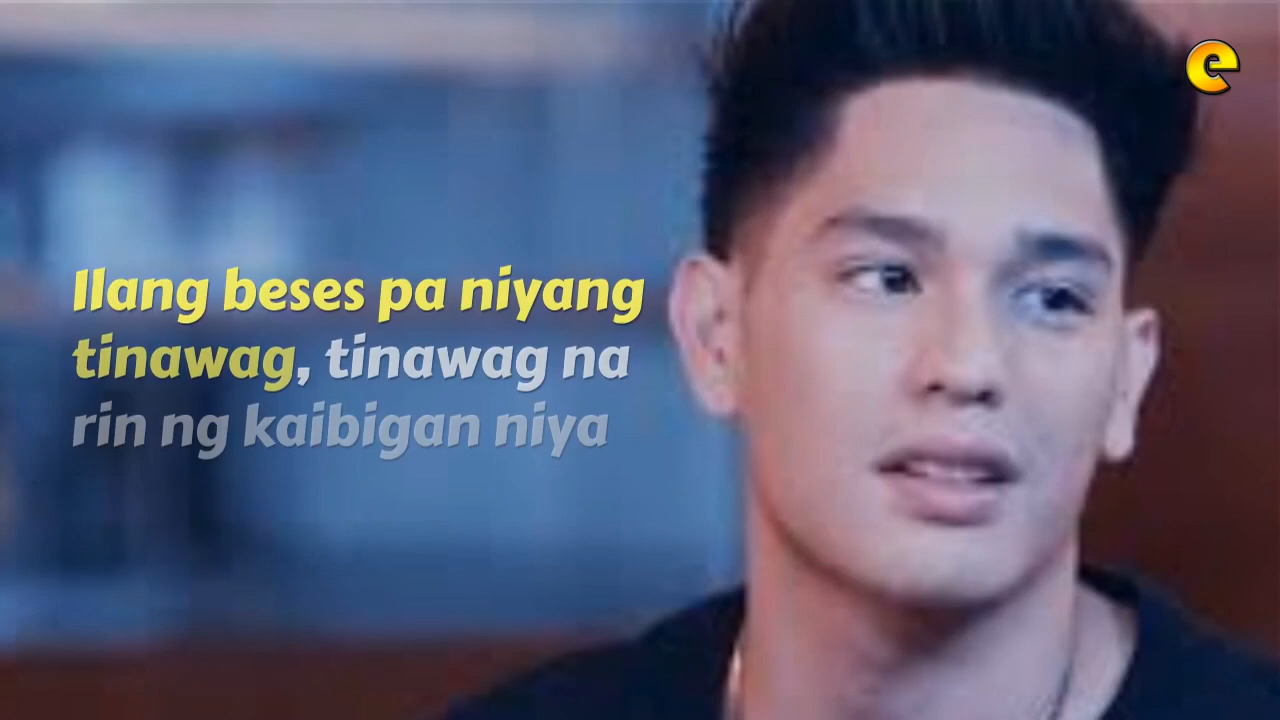 Ilang beses pa niyang
tinawag, tinawag na
rin ng kaibigan niya
e